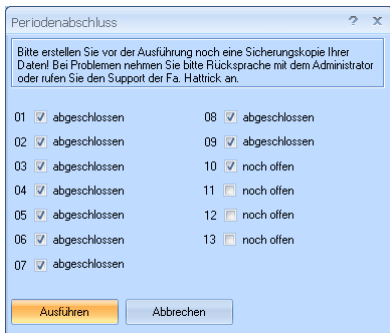 Periodenabschluss
Bitte erstellen Sie vor der Ausführung noch eine Sicherungskopie Ihrer
Daten! Bei Problemen nehmen Sie bitte Rücksprache mit dem Administrator
oder rufen Sie den Support der Fa. Hattrick an.
01 abgeschlossen
02 abgeschlossen
03 abgeschlossen
04 abgeschlossen
05 abgeschlossen
06 abgeschlossen
07 abgeschlossen
08 abgeschlossen
09 abgeschlossen
10 noch offen
11 noch offen
12 noch offen
13 noch offen
Ausführen Abbrechen